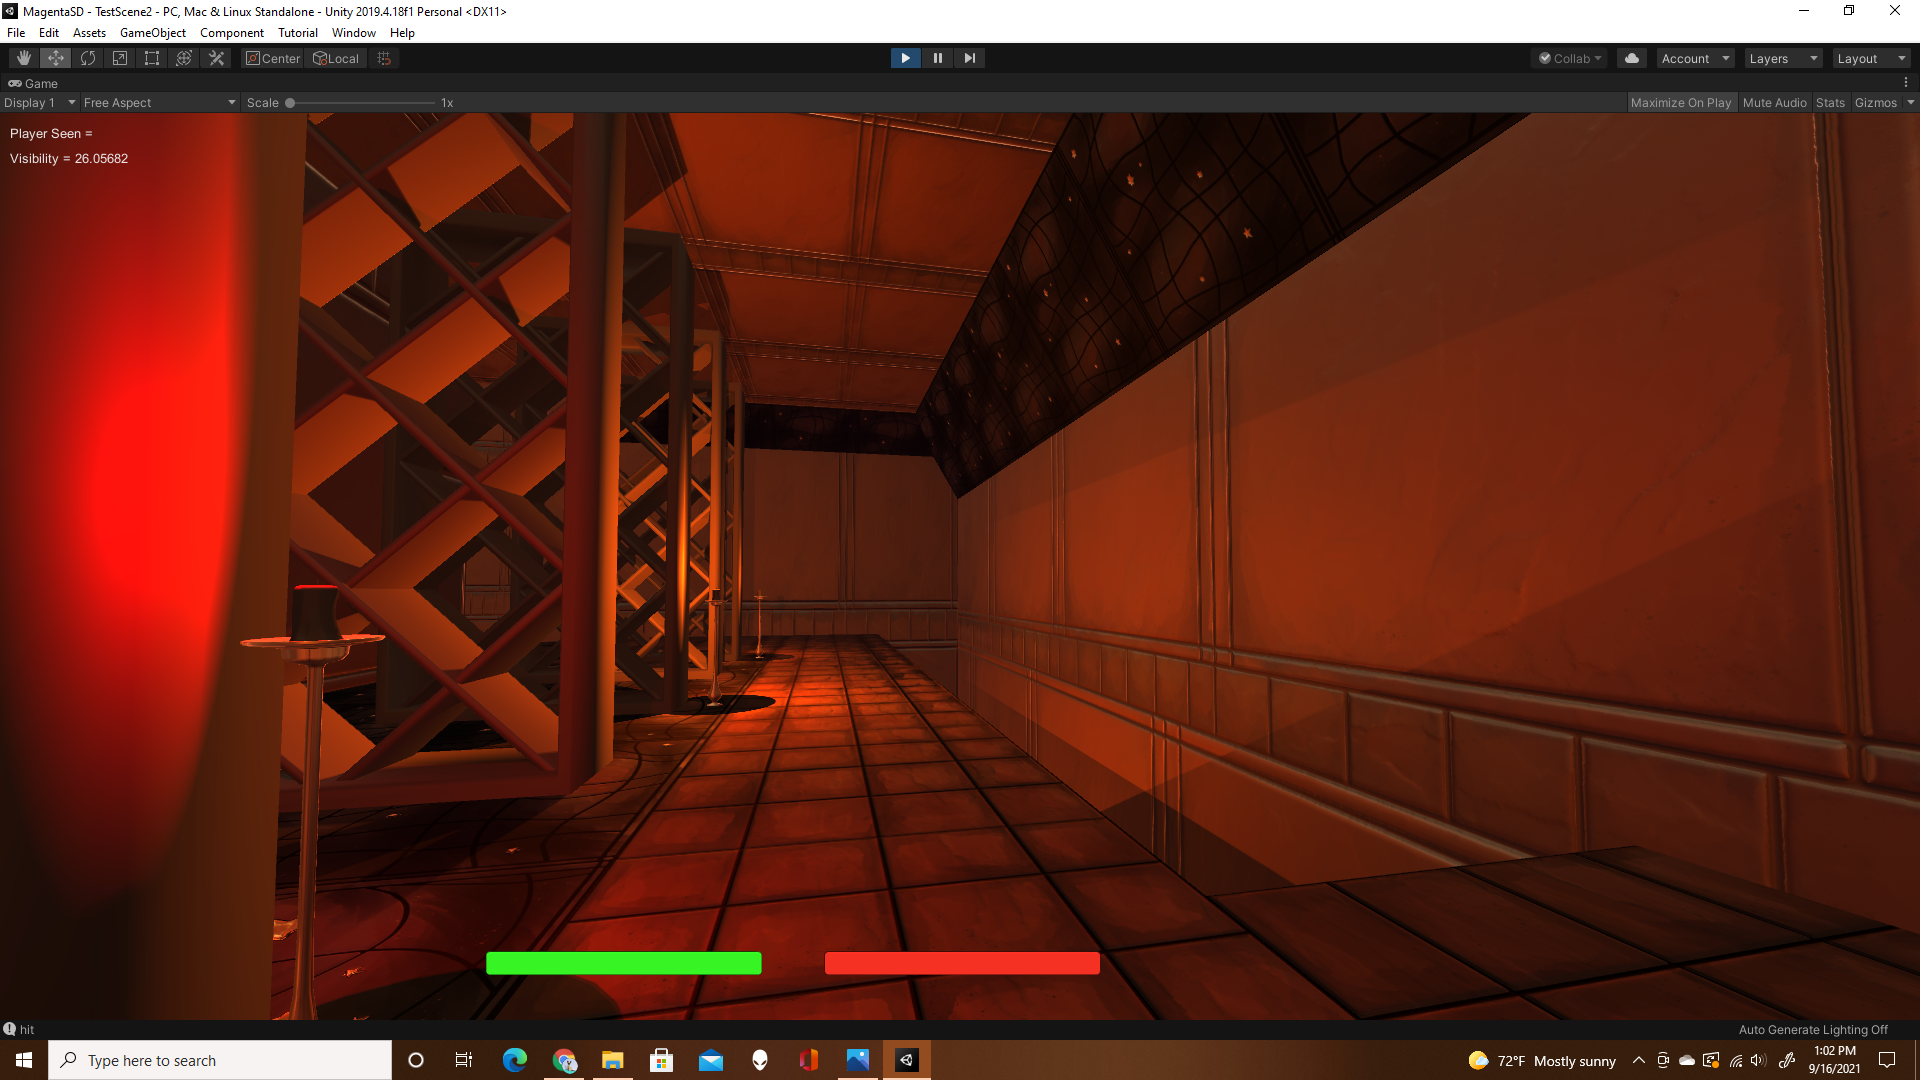 MagentaSD - TestScene2 - PC, Mac & Linux Standalone - Unity 2019.4.18f1 Personal <DX11>
File Edit Assets GameObject Component Tutorial Window Help
Center Local Collab Account Layers Layout
Game
Display 1 Free Aspect Scale 1x Maximize On Play Mute Audio Stats Gizmos
Player Seen =
Visibility = 26.05682
hit Auto Generate Lighting Off
Type here to search 72°F Mostly sunny 1:02 PM
9/16/2021